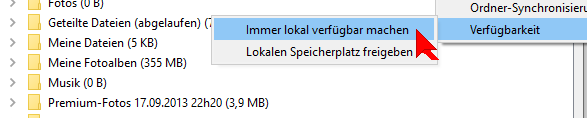 Fotos (0 B)
Geteilte Dateien (abgelaufen) (
Meine Dateien (5 KB)
Meine Fotoalben (355 MB)
Musik (0 B)
Premium-Fotos 17.09.2013 22h20 (3,9 MB)
Immer lokal verfügbar machen
Lokalen Speicherplatz freigeben
Ordner-Synchronisieru
Verfügbarkeit